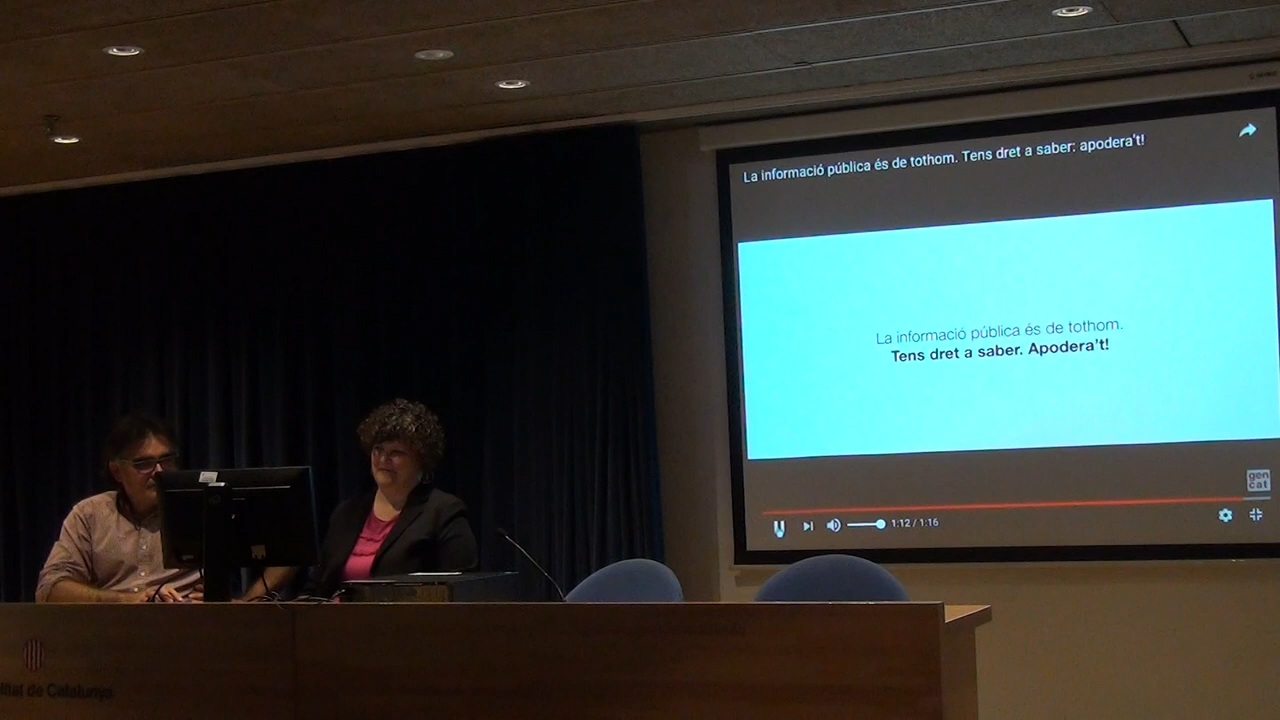 La informació pública és de tothom. Tens dret a saber: apodera't!
La informació pública és de tothom.
Tens dret a saber. Apodera't!
gen
cat
1:12 / 1:16
de Catalunya